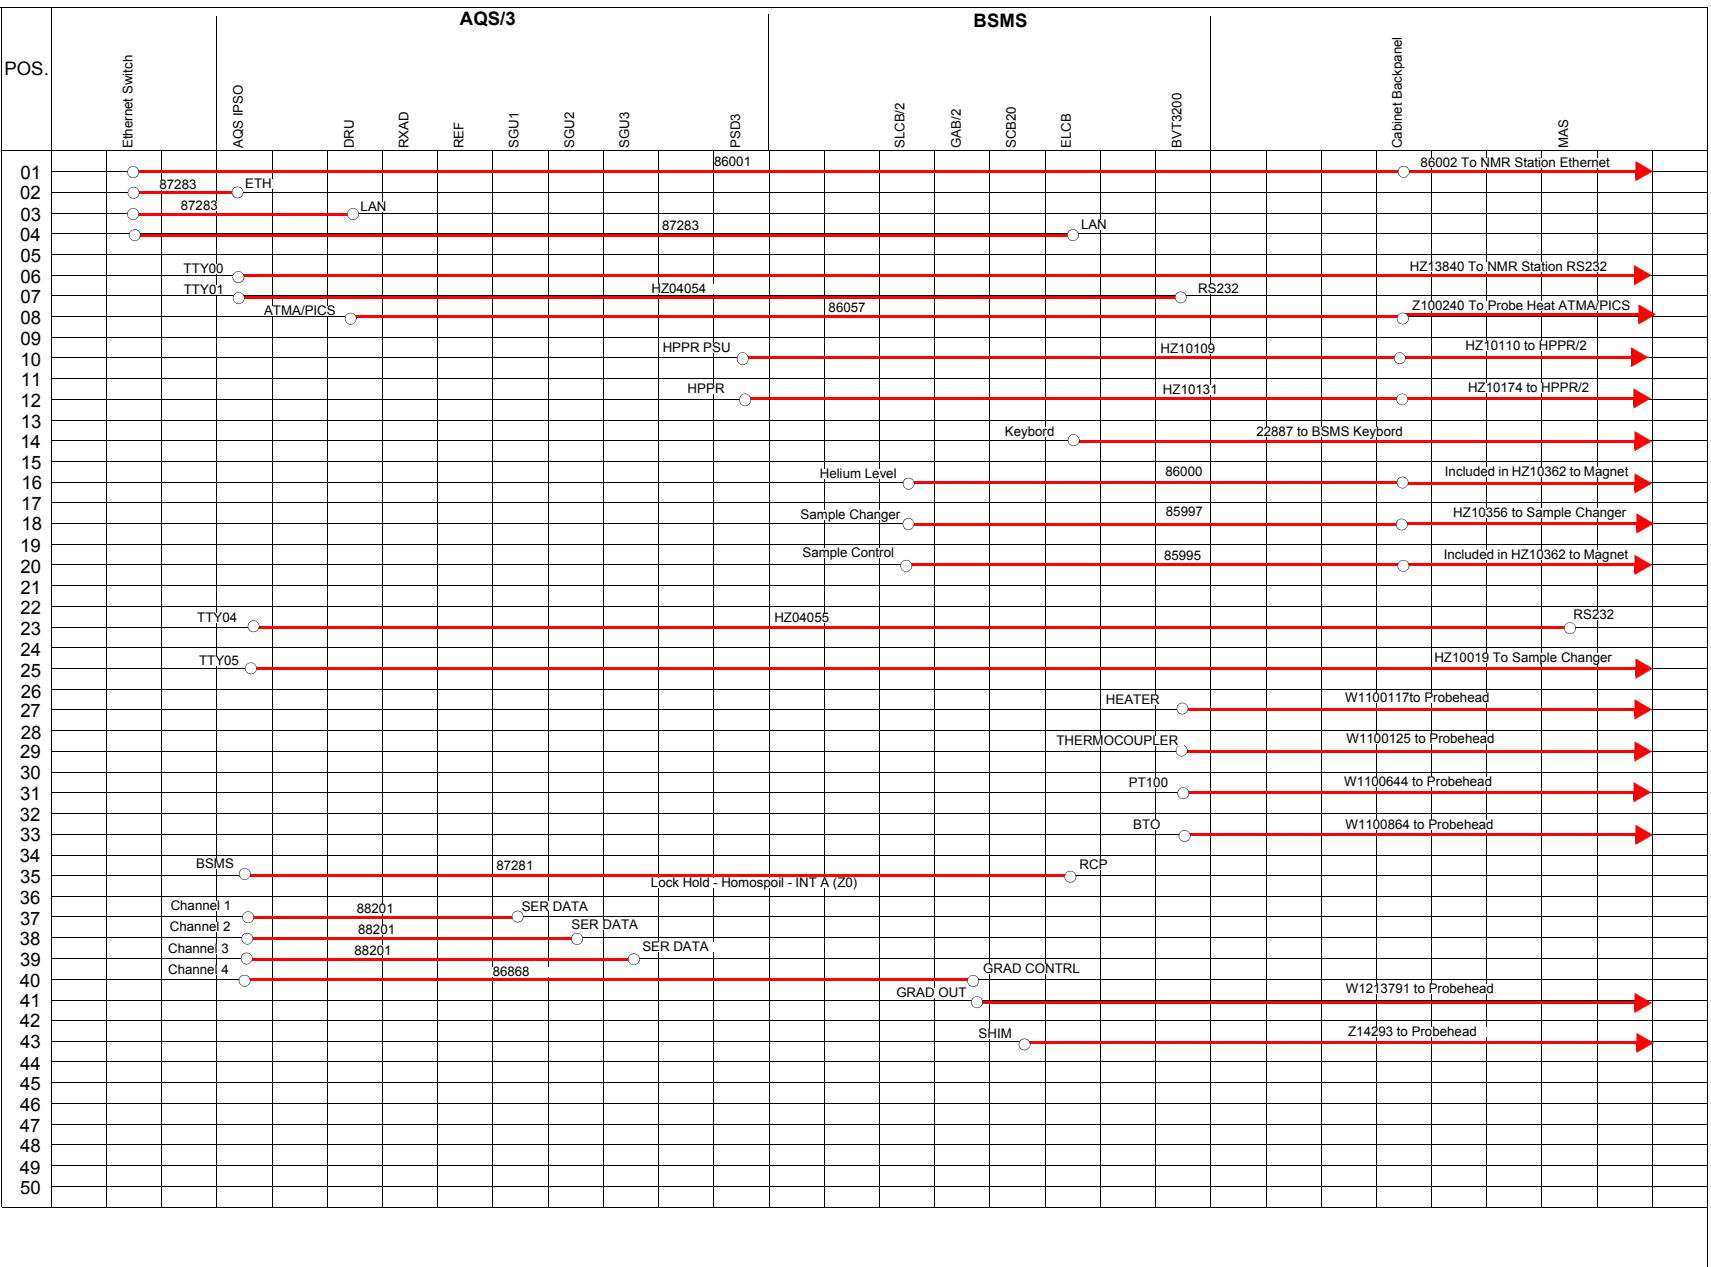 AQS/3
BSMS
POS.
Ethernet Switch
AQS IPSO
DRU
RXAD
REF
SGU1
SGU2
SGU3
PSD3
SLCB/2
GAB/2
SCB20
ELCB
BVT3200
Cabinet Backpanel
MAS
01 86001 86002 To NMR Station Ethernet
02 87283 ETH
03 87283 LAN
04 87283 LAN
05
06 TTY00 HZ13840 To NMR Station RS232
07 TTY01 HZ04054 RS232
08 ATMA/PICS 86057 Z100240 To Probe Heat ATMA/PICS
09
10 HPPR PSU HZ10109 HZ10110 to HPPR/2
11
12 HPPR HZ10131 HZ10174 to HPPR/2
13
14 Keybord 22887 to BSMS Keybord
15
16 Helium Level 86000 Included in HZ10362 to Magnet
17
18 Sample Changer 85997 HZ10356 to Sample Changer
19
20 Sample Control 85995 Included in HZ10362 to Magnet
21
22
23 TTY04 HZ04055 RS232
24
25 TTY05 HZ10019 To Sample Changer
26
27 HEATER W1100117to Probehead
28
29 THERMOCOUPLER W1100125 to Probehead
30
31 PT100 W1100644 to Probehead
32
33 BTO W1100864 to Probehead
34
35 BSMS 87281 RCP
Lock Hold - Homospoil - INT A (Z0)
36
37 Channel 1 88201 SER DATA
38 Channel 2 88201 SER DATA
39 Channel 3 88201 SER DATA
40 Channel 4 86868 GRAD CONTRL
41 GRAD OUT W1213791 to Probehead
42
43 SHIM Z14293 to Probehead
44
45
46
47
48
49
50